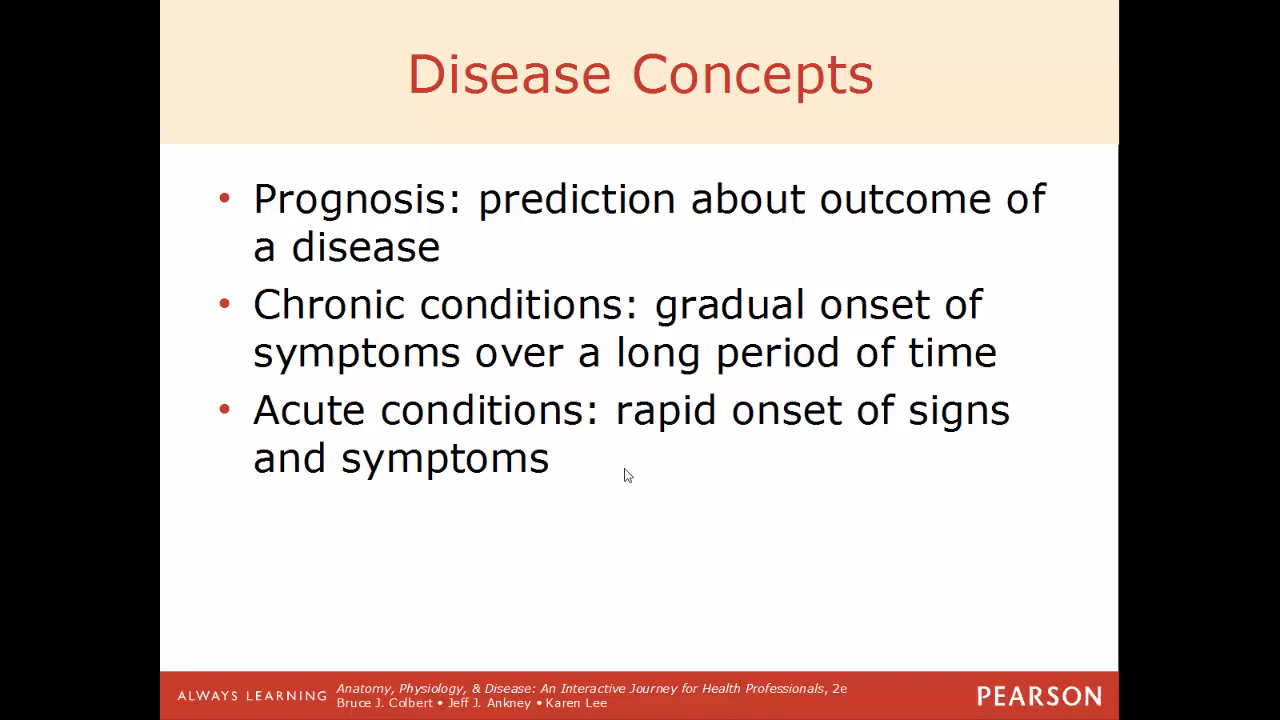 Disease Concepts
• Prognosis: prediction about outcome of
a disease
• Chronic conditions: gradual onset of
symptoms over a long period of time
• Acute conditions: rapid onset of signs
and symptoms
ALWAYS LEARNING
Anatomy, Physiology, & Disease: An Interactive Journey for Health Professionals, 2e
Bruce J. Colbert • Jeff J. Ankney • Karen Lee
PEARSON